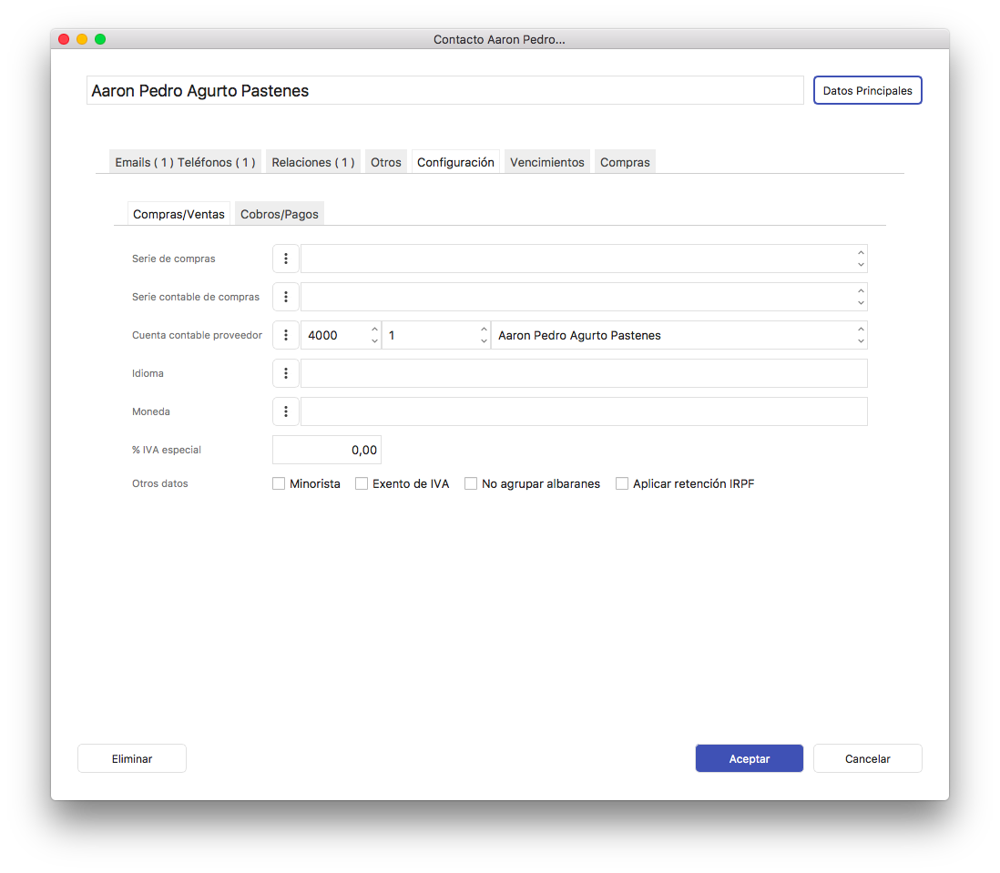 Contacto Aaron Pedro...
Aaron Pedro Agurto Pastenes
Datos Principales
Emails ( 1 ) Teléfonos ( 1 ) Relaciones ( 1 ) Otros Configuración Vencimientos Compras
Compras/Ventas Cobros/Pagos
Serie de compras
Serie contable de compras
Cuenta contable proveedor 4000 1 Aaron Pedro Agurto Pastenes
Idioma
Moneda
% IVA especial 0,00
Otros datos Minorista Exento de IVA No agrupar albaranes Aplicar retención IRPF
Eliminar Aceptar Cancelar